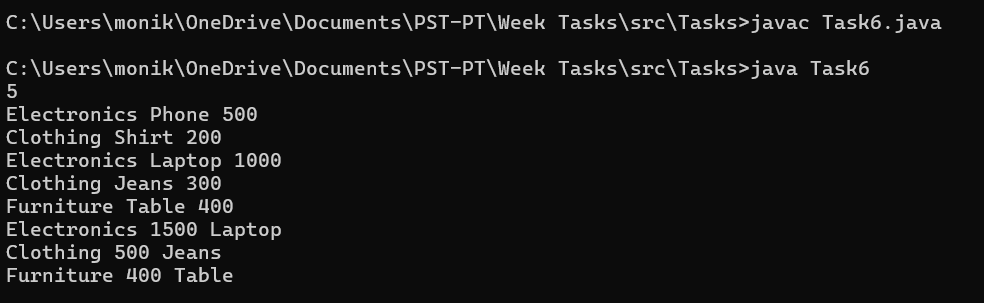 C:\Users\monik\OneDrive\Documents\PST-PT\Week Tasks\src\Tasks>javac Task6.java
C:\Users\monik\OneDrive\Documents\PST-PT\Week Tasks\src\Tasks>java Task6
5
Electronics Phone 500
Clothing Shirt 200
Electronics Laptop 1000
Clothing Jeans 300
Furniture Table 400
Electronics 1500 Laptop
Clothing 500 Jeans
Furniture 400 Table